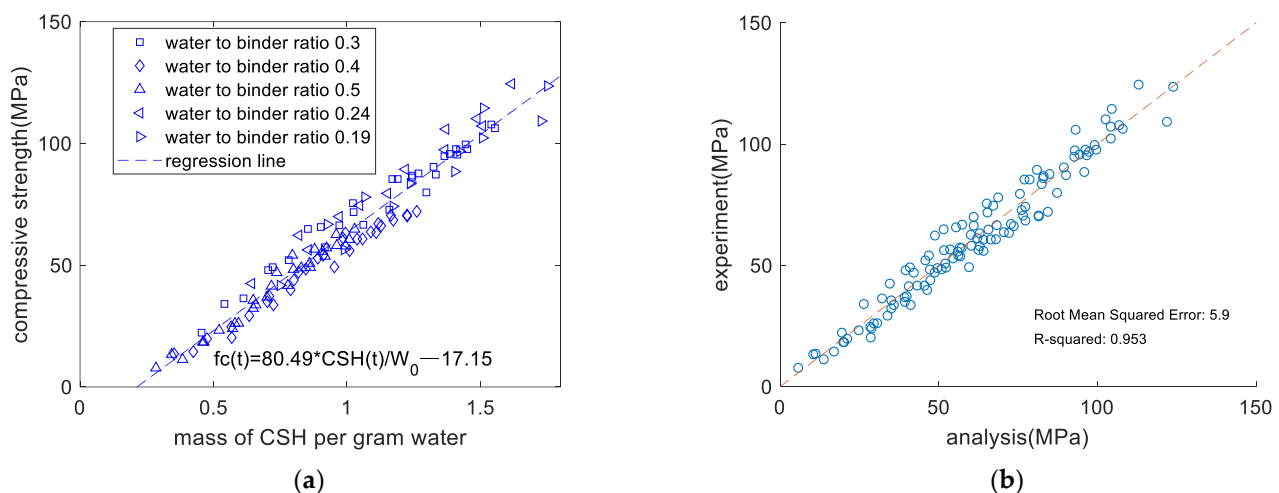 150
100
50
0
compressive strength(MPa)
water to binder ratio 0.3
water to binder ratio 0.4
water to binder ratio 0.5
water to binder ratio 0.24
water to binder ratio 0.19
regression line
fc(t)=80.49*CSH(t)/W0—17.15
0 0.5 1 1.5
mass of CSH per gram water
(a)
150
100
50
0
experiment(MPa)
Root Mean Squared Error: 5.9
R-squared: 0.953
0 50 100 150
analysis(MPa)
(b)